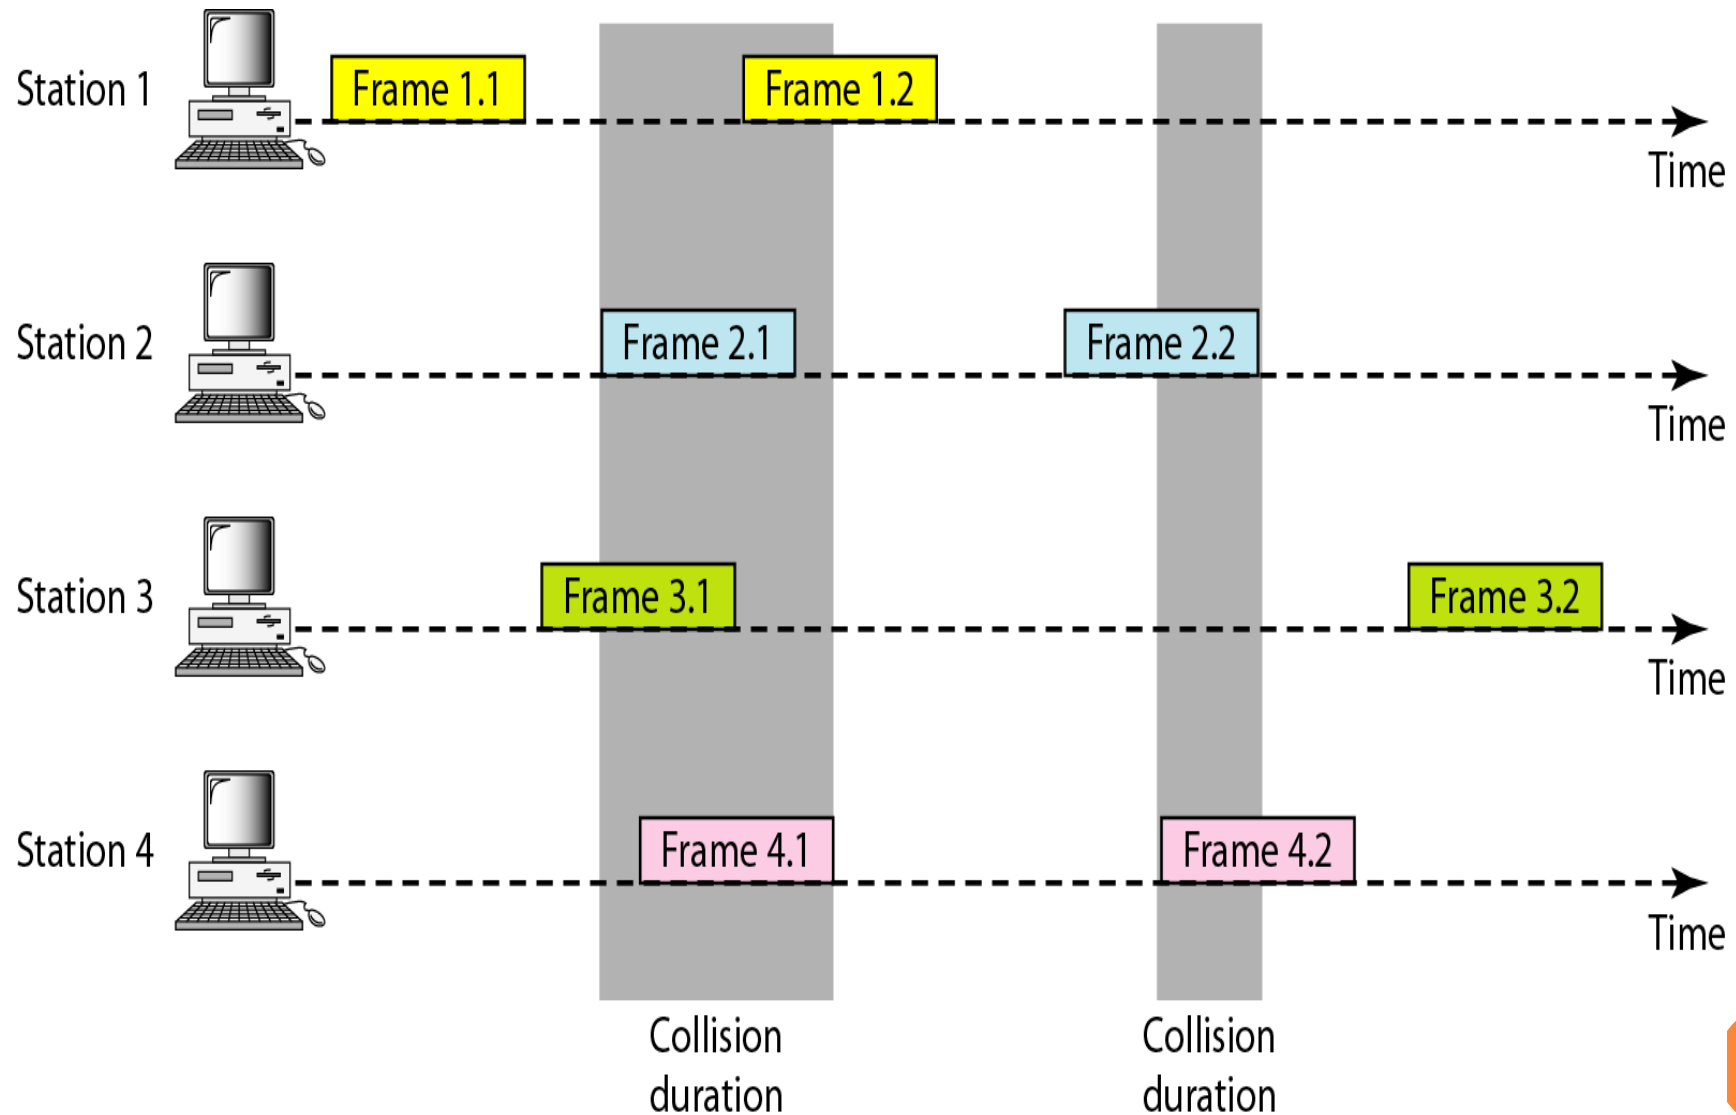 Station 1
Frame 1.1
Frame 1.2
Time
Station 2
Frame 2.1
Frame 2.2
Time
Station 3
Frame 3.1
Frame 3.2
Time
Station 4
Frame 4.1
Frame 4.2
Time
Collision
duration
Collision
duration